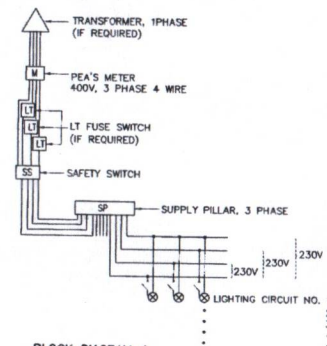 TRANSFORMER, 1PHASE
(IF REQUIRED)
M
PEA'S METER
400V, 3 PHASE 4 WIRE
LT
LT
LT
LT FUSE SWITCH
(IF REQUIRED)
SS
SAFETY SWITCH
SP
SUPPLY PILLAR, 3 PHASE
230V
230V
230V
LIGHTING CIRCUIT NO.